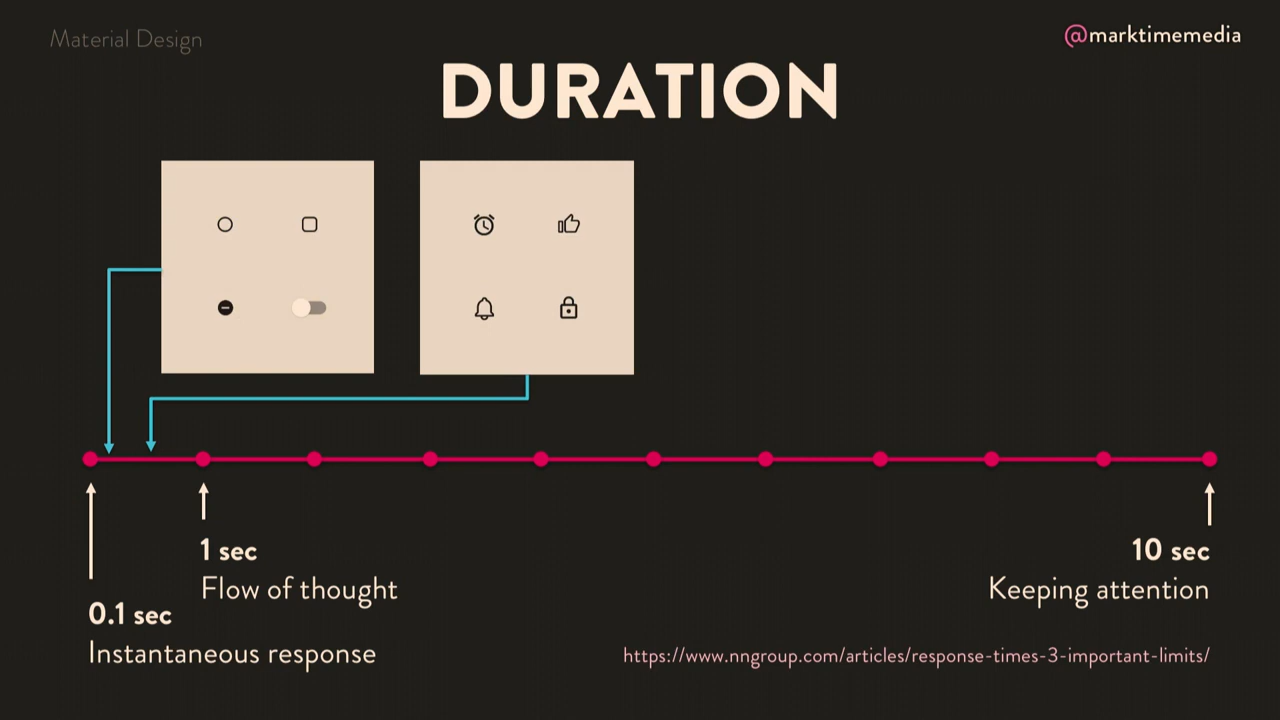 Material Design
@marktimemedia
DURATION
1 sec
Flow of thought
0.1 sec
Instantaneous response
10 sec
Keeping attention
https://www.nngroup.com/articles/response-times-3-important-limits/